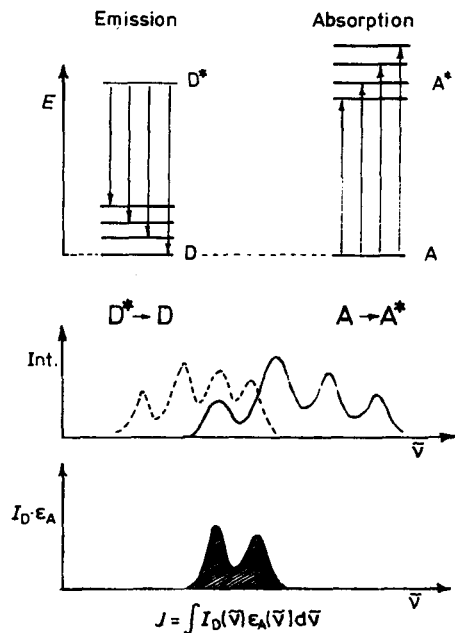 Emission
Absorption
E
D*
A*
D
A
D* → D
A → A*
Int.
ṽ
I_D·ε_A
ṽ
J = ∫ I_D(ṽ) ε_A(ṽ) dṽ